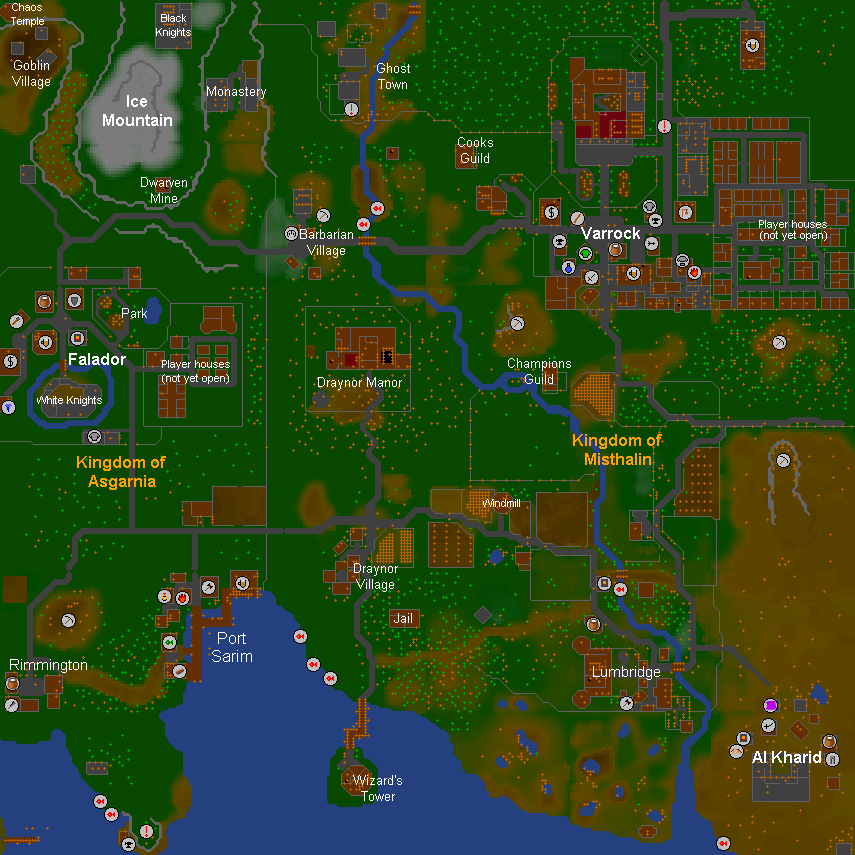 Chaos
Temple
Black
Knights
Goblin
Village
Ghost
Town
Ice
Mountain
Monastery
Cooks
Guild
Dwarven
Mine
Barbarian
Village
Varrock
Player houses
(not yet open)
Park
Falador
Player houses
(not yet open)
White Knights
Draynor Manor
Champions
Guild
Kingdom of
Asgarnia
Kingdom of
Misthalin
Windmill
Draynor
Village
Jail
Port
Sarim
Rimmington
Lumbridge
Al Kharid
Wizard's
Tower